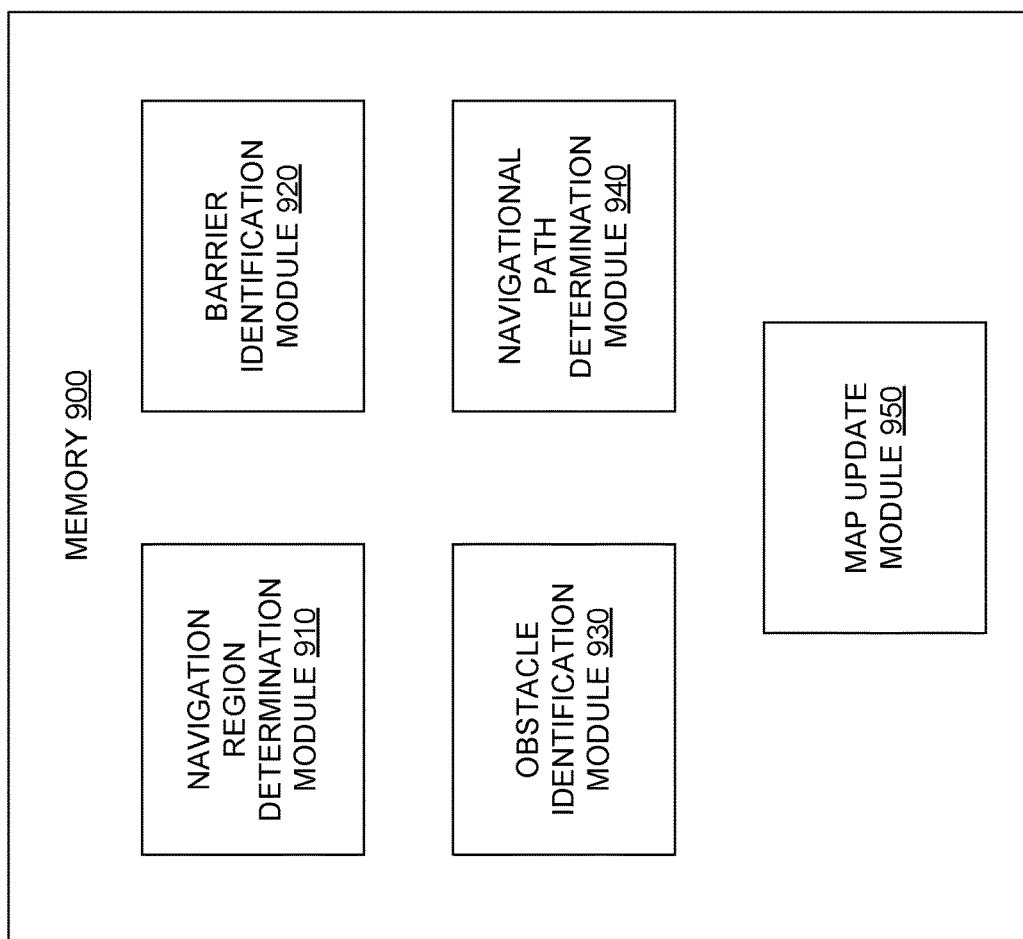 MEMORY 900
NAVIGATION
REGION
DETERMINATION
MODULE 910
BARRIER
IDENTIFICATION
MODULE 920
OBSTACLE
IDENTIFICATION
MODULE 930
NAVIGATIONAL
PATH
DETERMINATION
MODULE 940
MAP UPDATE
MODULE 950